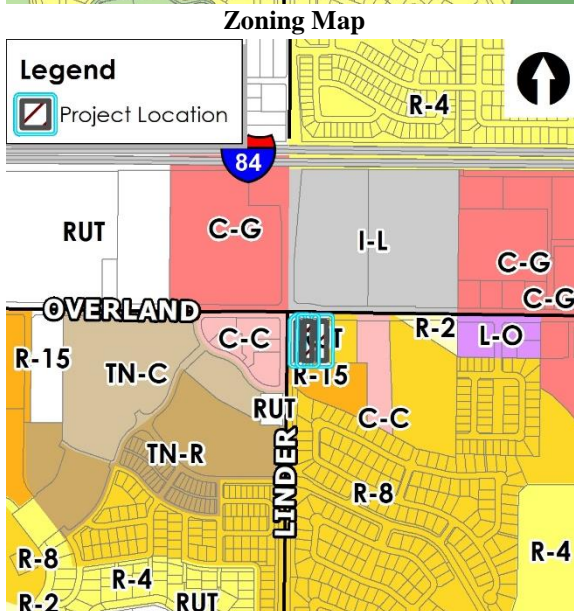 Zoning Map
Legend
Project Location
R-4
84
RUT
C-G
I-L
C-G
C-G
OVERLAND
R-15
TN-C
C-C
R-2
L-O
R-15
RUT
C-C
TN-R
LINDER
R-8
R-8
R-4
R-4
R-2
RUT